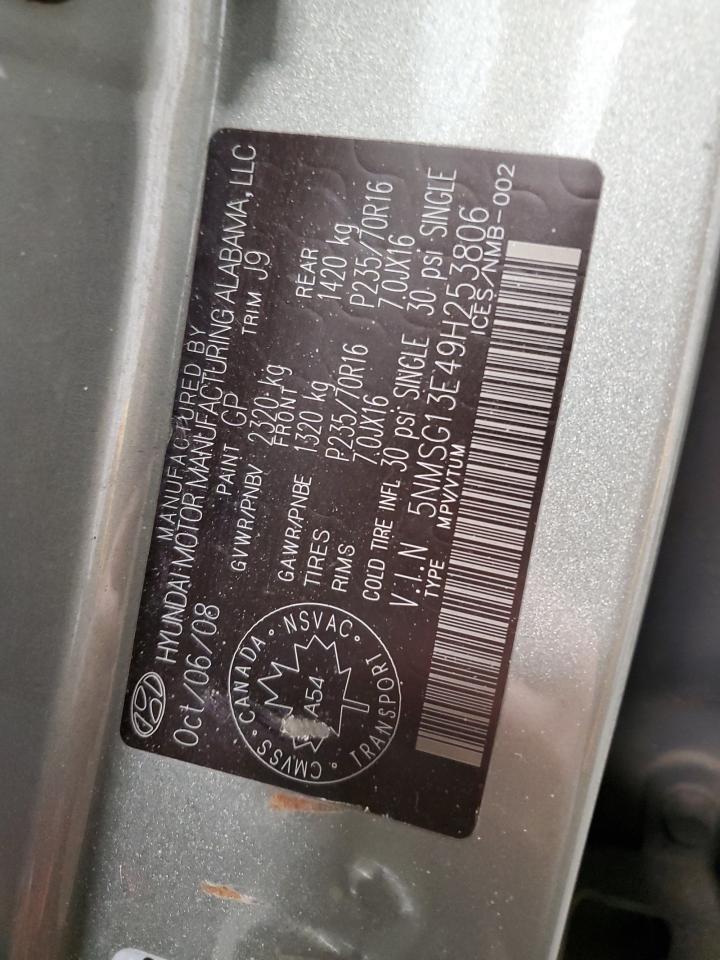 MANUFACTURED BY
HYUNDAI MOTOR MANUFACTURING ALABAMA, LLC
Oct/06/08 PAINT CP TRIM J9
GVWR/PNBV 2320 kg
FRONT REAR
GAWR/PNBE 1320 kg 1420 kg
TIRES P235/70R16 P235/70R16
RIMS 7.0JX16 7.0JX16
COLD TIRE INFL 30 psi SINGLE 30 psi SINGLE
V.I.N 5NMSG13E49H253806
TYPE MPV/VTUM ICES/NMB-002
CANADA · NSVAC · TRANSPORT · CMVSS ·
A54